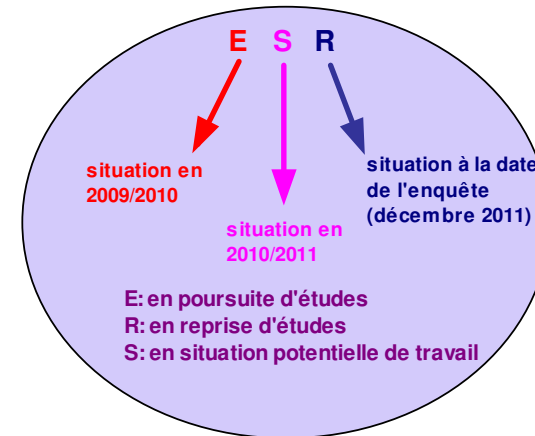 E S R
situation en
2009/2010
situation à la date
de l'enquête
(décembre 2011)
situation en
2010/2011
E: en poursuite d'études
R: en reprise d'études
S: en situation potentielle de travail